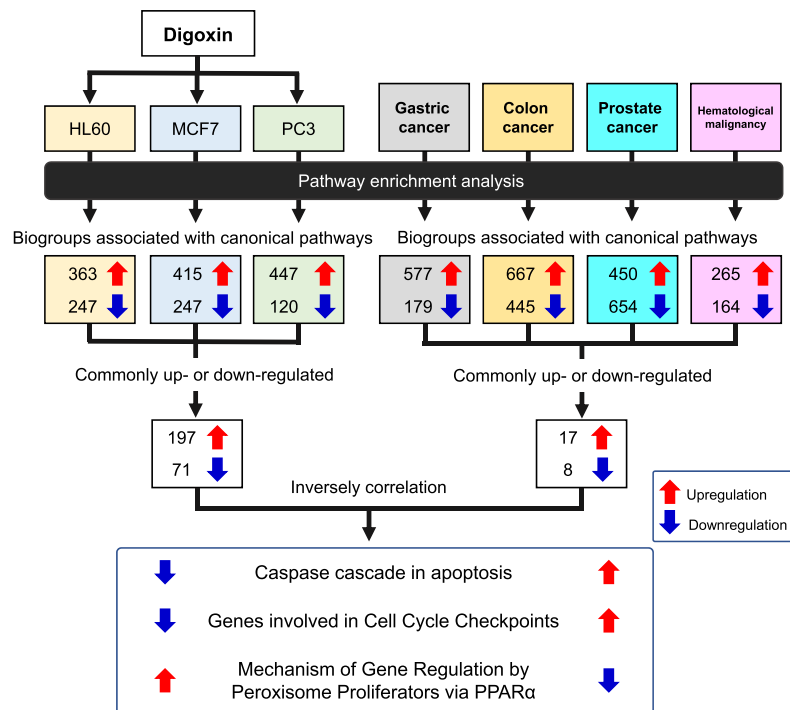 Digoxin
HL60
MCF7
PC3
Gastric
cancer
Colon
cancer
Prostate
cancer
Hematological
malignancy
Pathway enrichment analysis
Biogroups associated with canonical pathways
Biogroups associated with canonical pathways
363
247
415
247
447
120
577
179
667
445
450
654
265
164
Commonly up- or down-regulated
Commonly up- or down-regulated
197
71
17
8
Inversely correlation
Upregulation
Downregulation
Caspase cascade in apoptosis
Genes involved in Cell Cycle Checkpoints
Mechanism of Gene Regulation by
Peroxisome Proliferators via PPARα